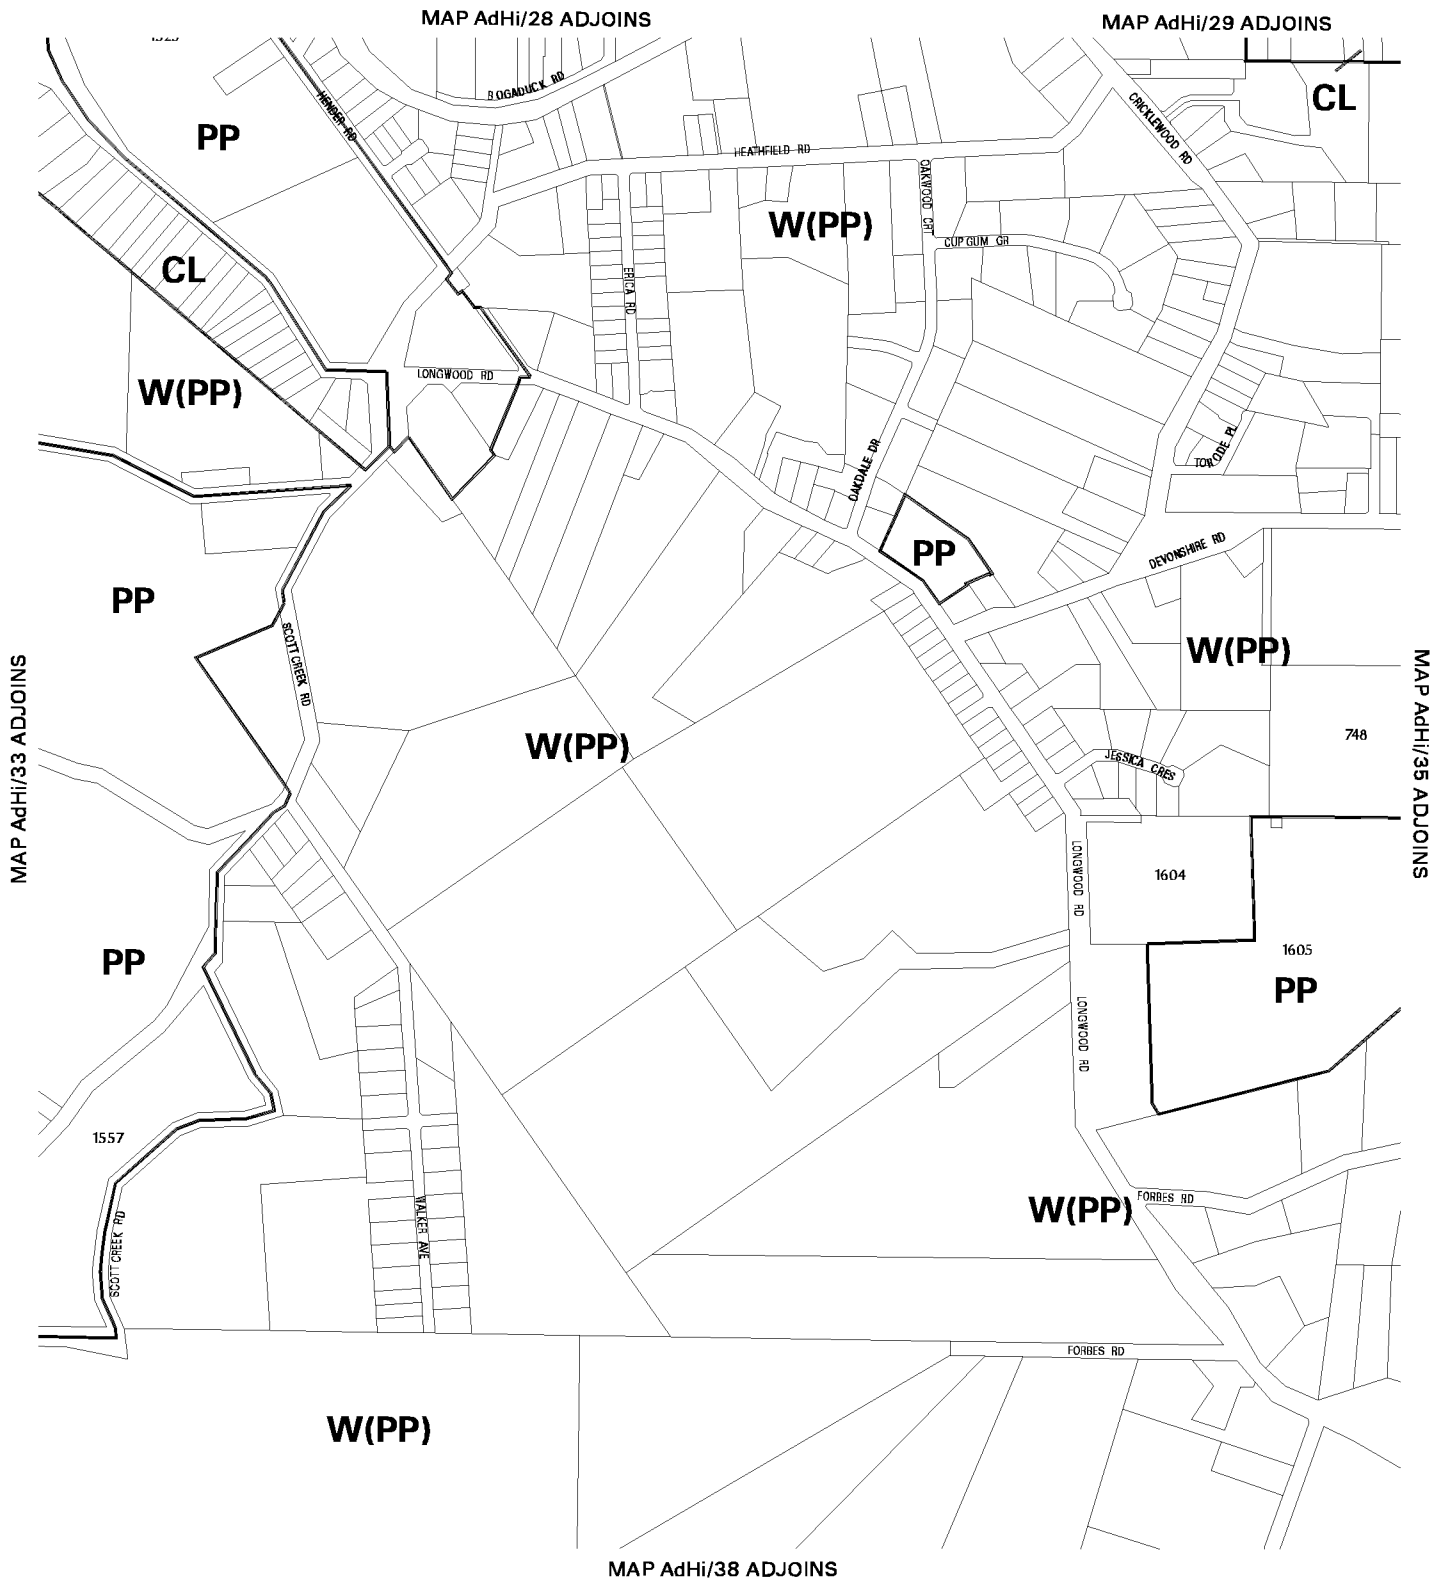 MAP AdHi/28 ADJOINS
MAP AdHi/29 ADJOINS
BOGADUCK RD
HENDER RD
PP
CL
CRICKLEWOOD RD
HEATHFIELD RD
OAKWOOD CRT
W(PP)
CUP GUM GR
CL
ERICA RD
LONGWOOD RD
W(PP)
OAKDALE DR
PL
PP
DEVONSHIRE RD
PP
SCOTT CREEK RD
W(PP)
MAP AdHi/33 ADJOINS
MAP AdHi/35 ADJOINS
W(PP)
748
JESSICA CRES
LONGWOOD RD
1604
1605
PP
PP
LONGWOOD RD
1557
SCOTT CREEK RD
WALKER AVE
W(PP)
FORBES RD
FORBES RD
W(PP)
MAP AdHi/38 ADJOINS